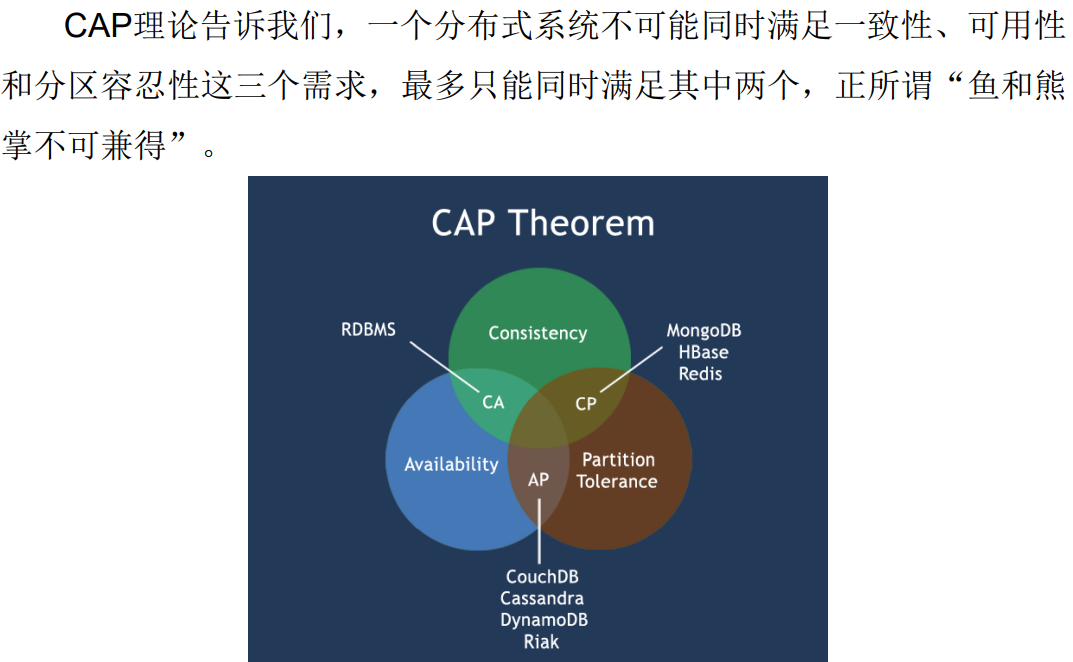 CAP理论告诉我们，一个分布式系统不可能同时满足一致性、可用性
和分区容忍性这三个需求，最多只能同时满足其中两个，正所谓“鱼和熊
掌不可兼得”。
CAP Theorem
RDBMS
Consistency
MongoDB
HBase
Redis
CA
CP
Availability
Partition
Tolerance
AP
CouchDB
Cassandra
DynamoDB
Riak